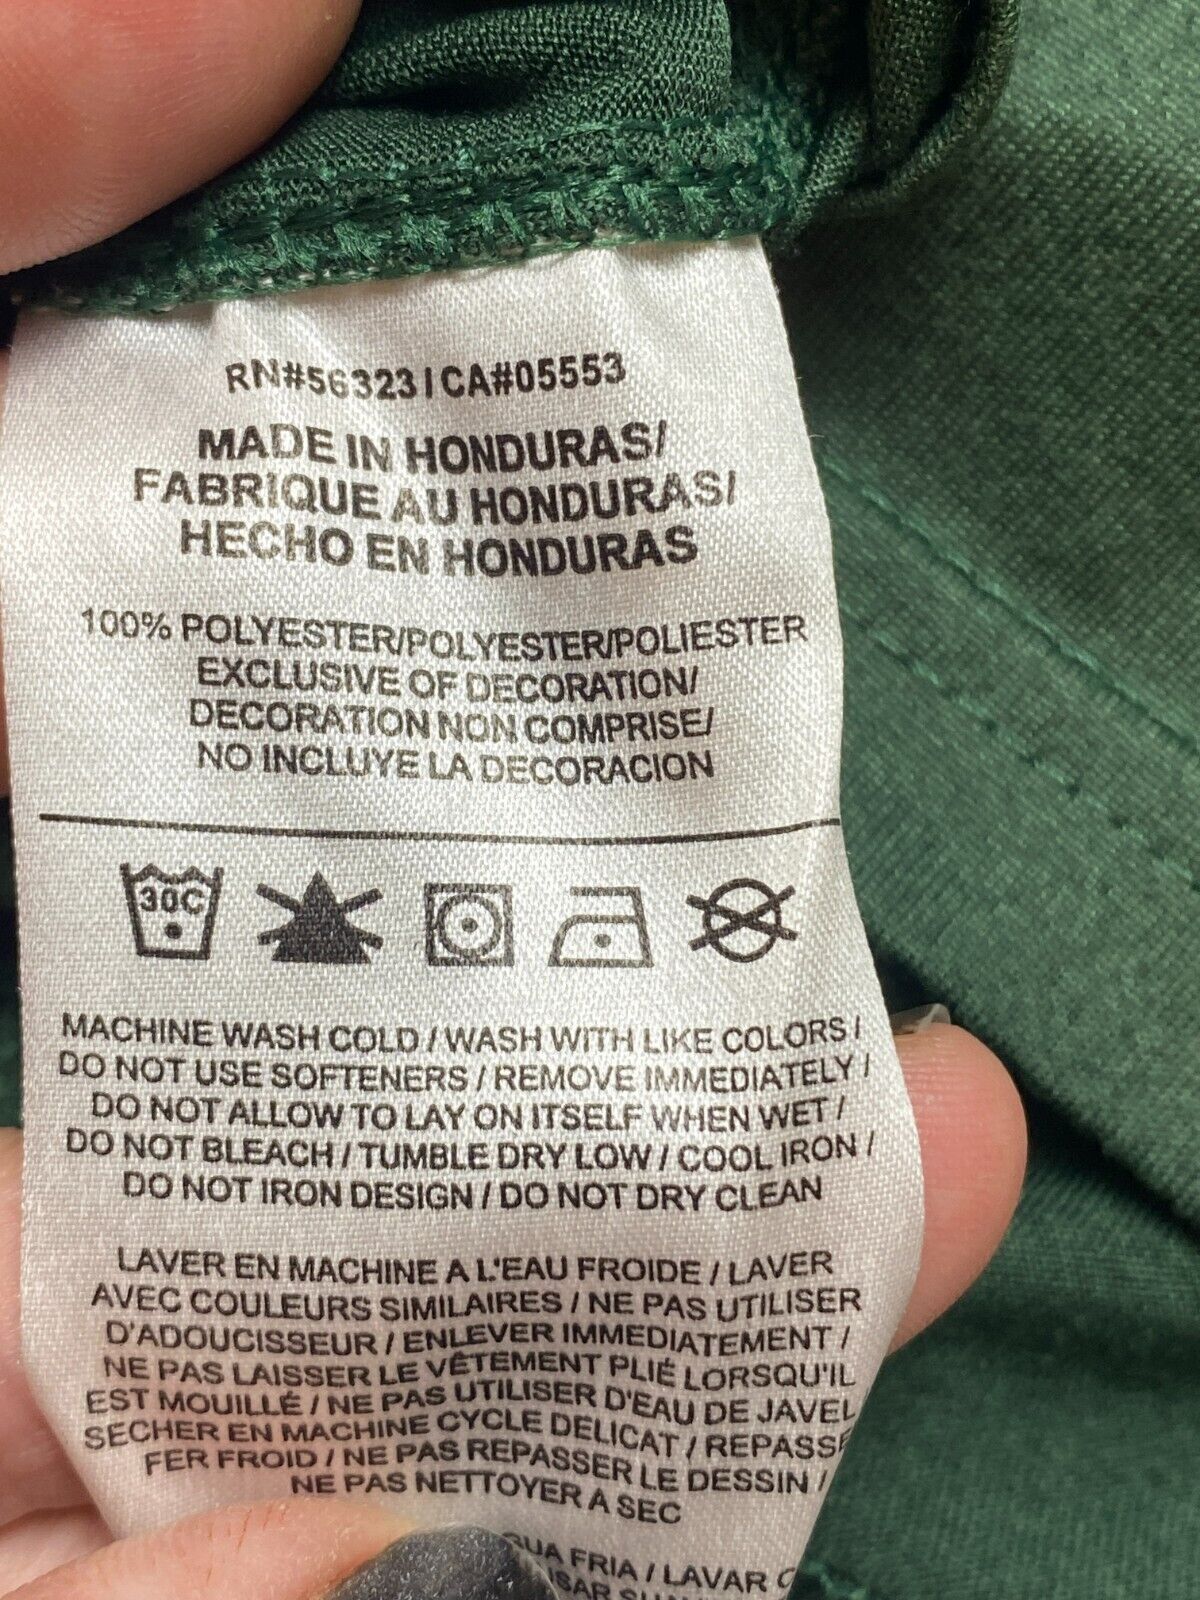 RN#56323 | CA#05553
MADE IN HONDURAS/
FABRIQUE AU HONDURAS/
HECHO EN HONDURAS
100% POLYESTER/POLYESTER/POLIESTER
EXCLUSIVE OF DECORATION/
DECORATION NON COMPRISE/
NO INCLUYE LA DECORACION
30C
MACHINE WASH COLD / WASH WITH LIKE COLORS /
DO NOT USE SOFTENERS / REMOVE IMMEDIATELY /
DO NOT ALLOW TO LAY ON ITSELF WHEN WET /
DO NOT BLEACH / TUMBLE DRY LOW / COOL IRON /
DO NOT IRON DESIGN / DO NOT DRY CLEAN
LAVER EN MACHINE A L'EAU FROIDE / LAVER
AVEC COULEURS SIMILAIRES / NE PAS UTILISER
D'ADOUCISSEUR / ENLEVER IMMEDIATEMENT /
NE PAS LAISSER LE VÊTEMENT PLIÉ LORSQU'IL
EST MOUILLÉ / NE PAS UTILISER D'EAU DE JAVEL
SECHER EN MACHINE CYCLE DELICAT / REPASSE
FER FROID / NE PAS REPASSER LE DESSIN /
NE PAS NETTOYER A SEC
FRIA / LAVAR